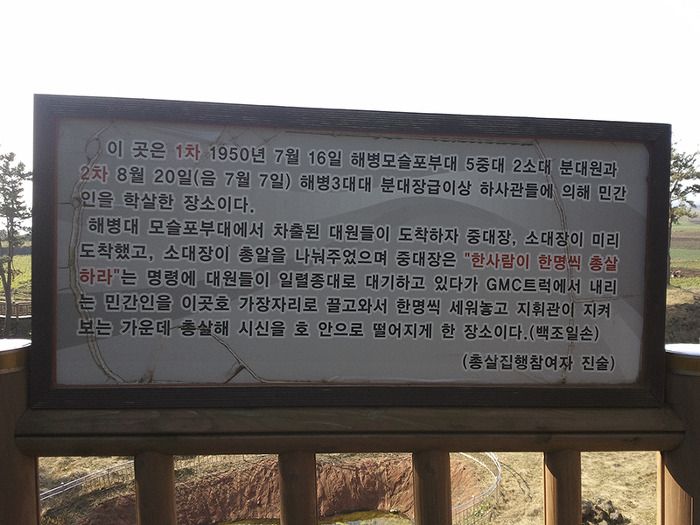 이 곳은 1차 1950년 7월 16일 해병모슬포부대 5중대 2소대 분대원과
2차 8월 20일(음 7월 7일) 해병3대대 분대장급이상 하사관들에 의해 민간
인을 학살한 장소이다.
해병대 모슬포부대에서 차출된 대원들이 도착하자 중대장, 소대장이 미리
도착했고, 소대장이 총알을 나눠주었으며 중대장은 "한사람이 한명씩 총살
하라"는 명령에 대원들이 일렬종대로 대기하고 있다가 GMC트럭에서 내리
는 민간인을 이곳호 가장자리로 끌고와서 한명씩 세워놓고 지휘관이 지켜
보는 가운데 총살해 시신을 호 안으로 떨어지게 한 장소이다.(백조일손)
(총살집행참여자 진술)